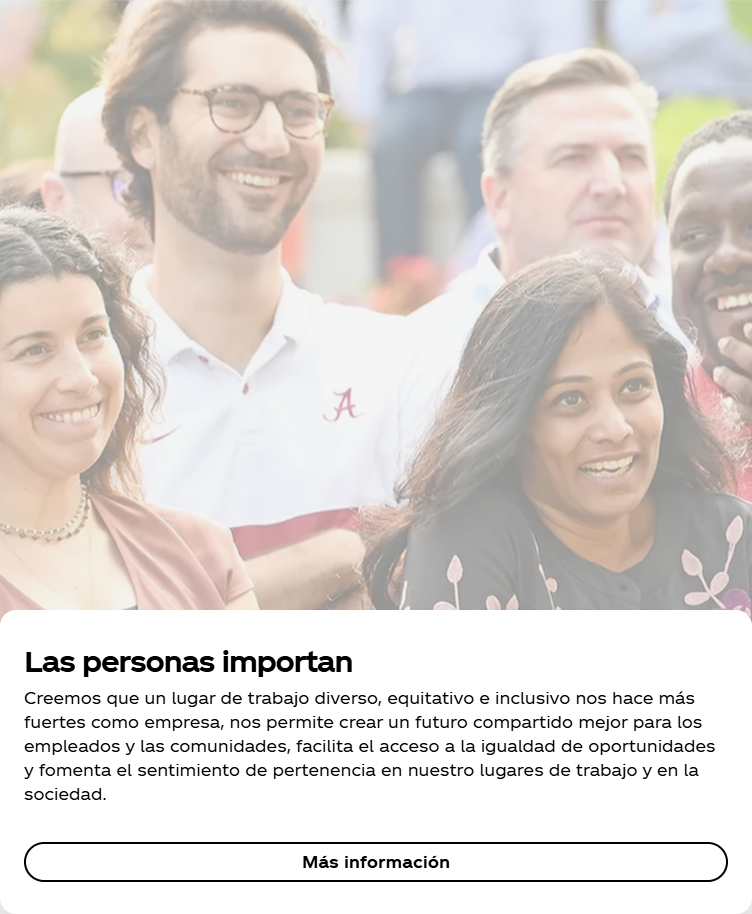 A
Las personas importan
Creemos que un lugar de trabajo diverso, equitativo e inclusivo nos hace más
fuertes como empresa, nos permite crear un futuro compartido mejor para los
empleados y las comunidades, facilita el acceso a la igualdad de oportunidades
y fomenta el sentimiento de pertenencia en nuestro lugares de trabajo y en la
sociedad.
Más información